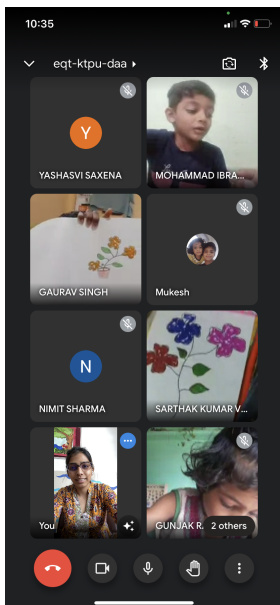 10:35
eqt-ktpu-daa
Y
YASHASVI SAXENA
MOHAMMAD IBRA...
GAURAV SINGH
Mukesh
N
NIMIT SHARMA
SARTHAK KUMAR V...
You
GUNJAK R.
2 others